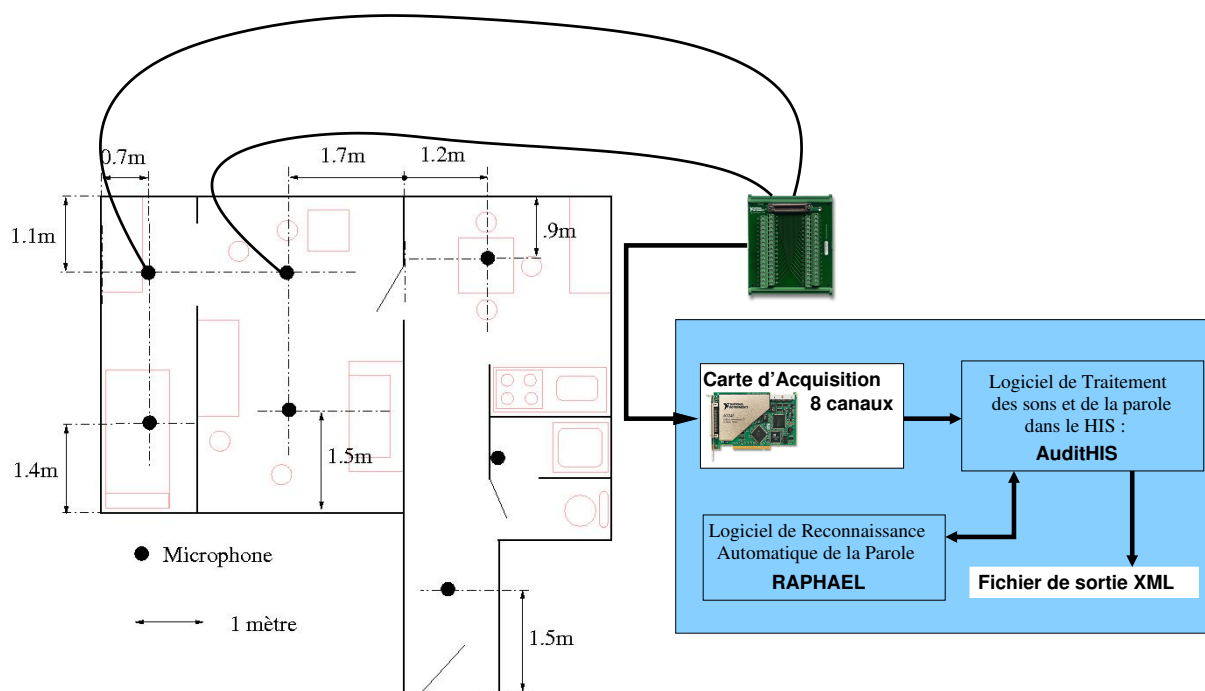 0.7m
1.7m
1.2m
1.1m
.9m
1.4m
1.5m
Microphone
1 mètre
1.5m
Carte d'Acquisition
8 canaux
Logiciel de Traitement
des sons et de la parole
dans le HIS :
AuditHIS
Logiciel de Reconnaissance
Automatique de la Parole
RAPHAEL
Fichier de sortie XML